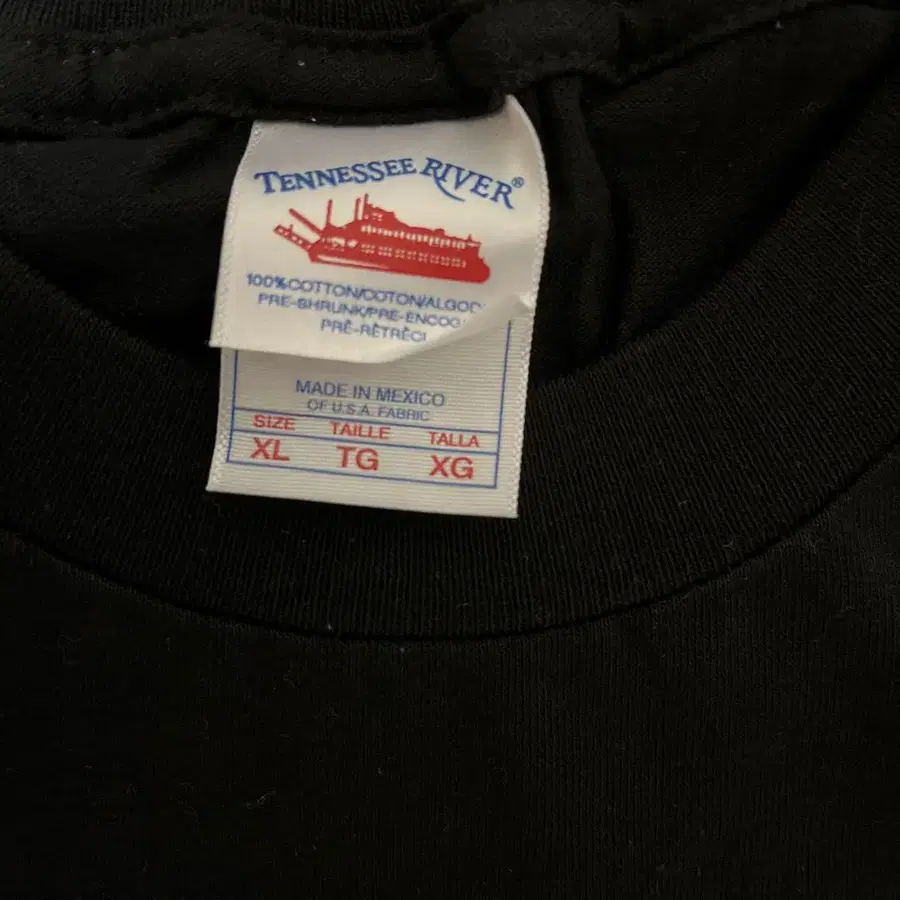 TENNESSEE RIVER®
100% COTTON/COTON/ALGOD
PRE-SHRUNK/PRE-ENCOG
PRÉ-RÉTRÉCI
MADE IN MEXICO
OF U.S.A. FABRIC
SIZE TAILLE TALLA
XL TG XG